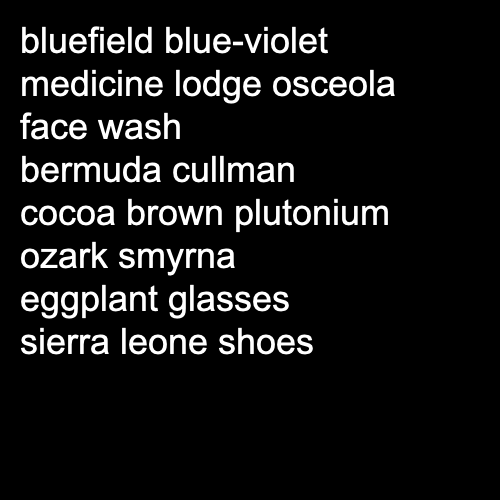 bluefield blue-violet
medicine lodge osceola
face wash
bermuda cullman
cocoa brown plutonium
ozark smyrna
eggplant glasses
sierra leone shoes